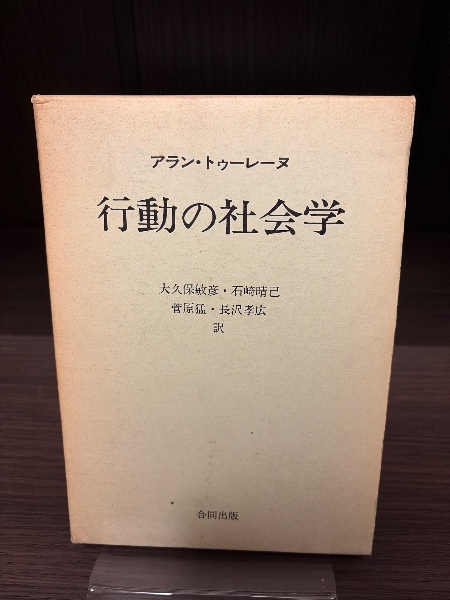 アラン・トゥーレーヌ
行動の社会学
大久保敏彦・石崎晴己
菅原猛・長沢孝広
訳
合同出版